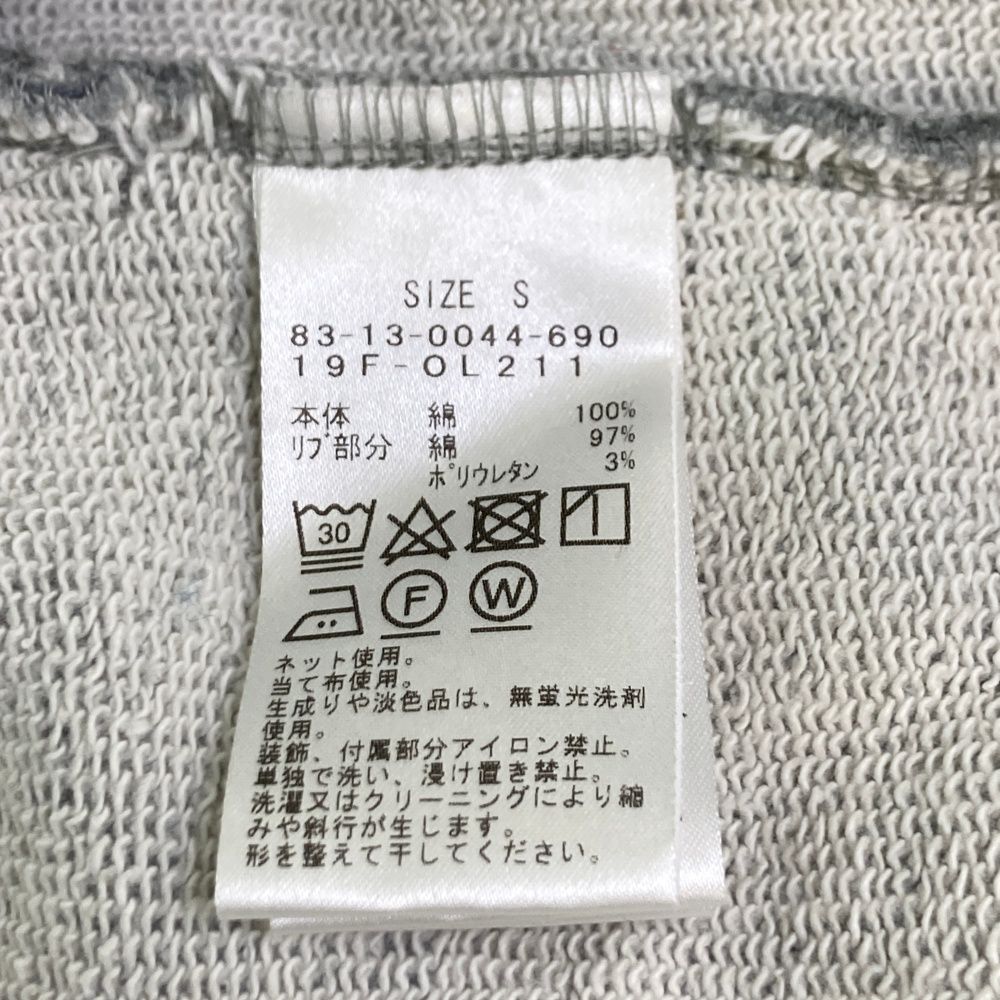 SIZE S
83-13-0044-690
19F-OL211
本体 綿 100%
リブ部分 綿 97%
ポリウレタン 3%
30
F W
ネット使用。
当て布使用。
生成りや淡色品は、無蛍光洗剤
使用。
装飾、付属部分アイロン禁止。
単独で洗い、浸け置き禁止。
洗濯又はクリーニングにより縮
みや斜行が生じます。
形を整えて干してください。